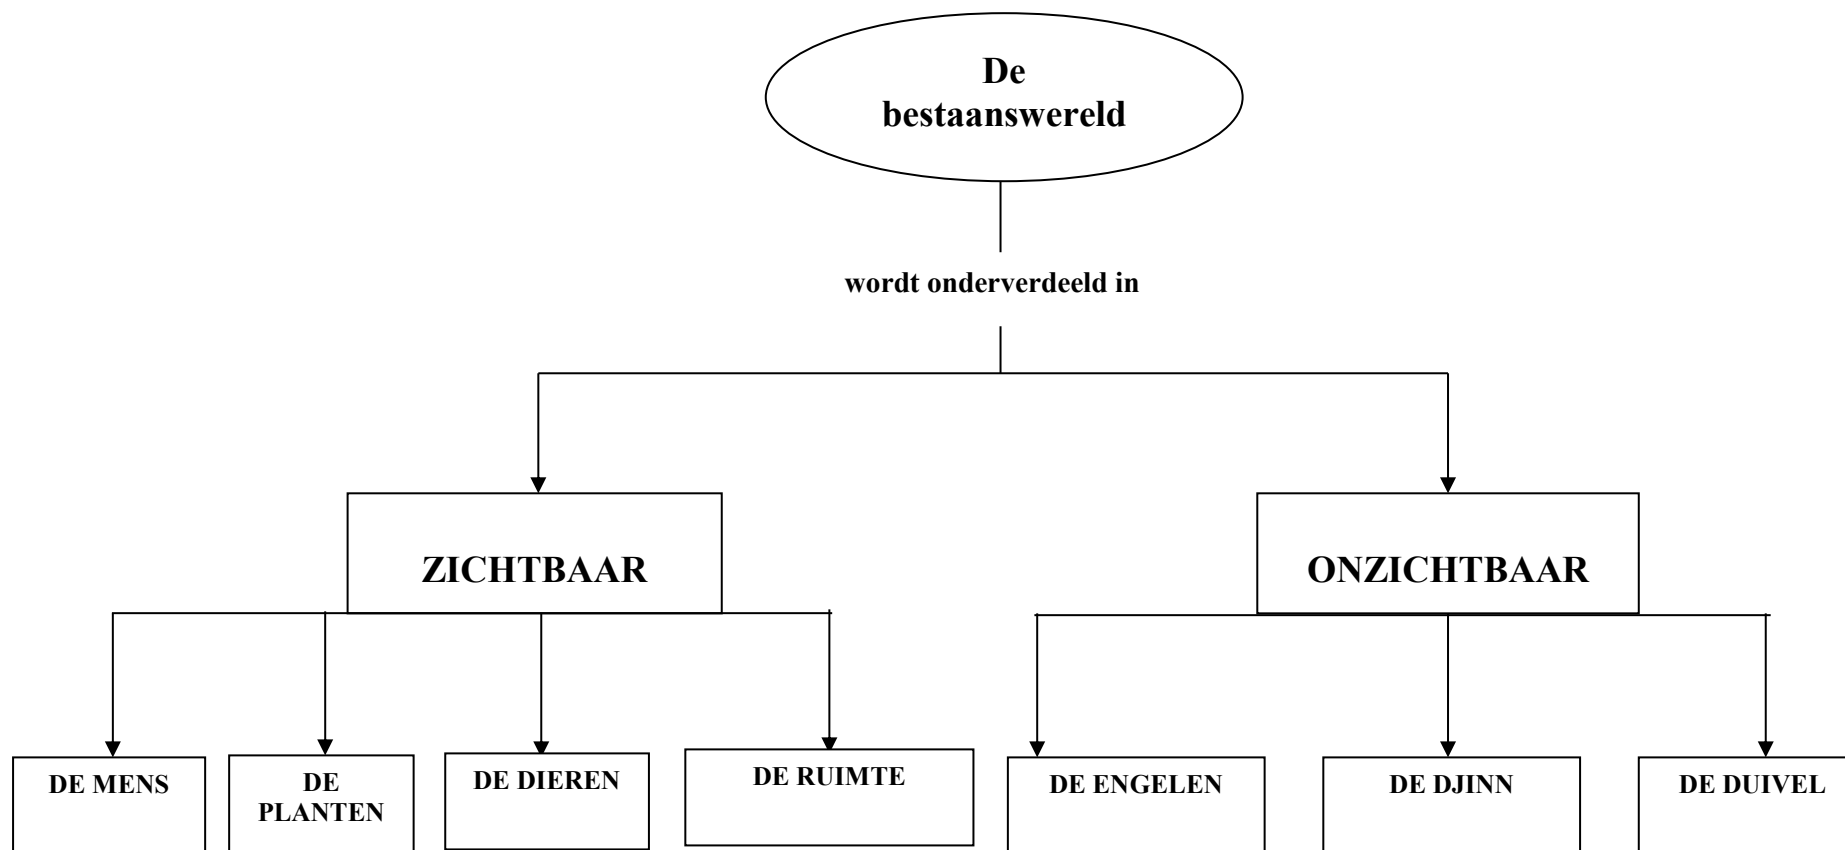 De
bestaanswereld
wordt onderverdeeld in
ZICHTBAAR
ONZICHTBAAR
DE MENS
DE
PLANTEN
DE DIEREN
DE RUIMTE
DE ENGELEN
DE DJINN
DE DUIVEL